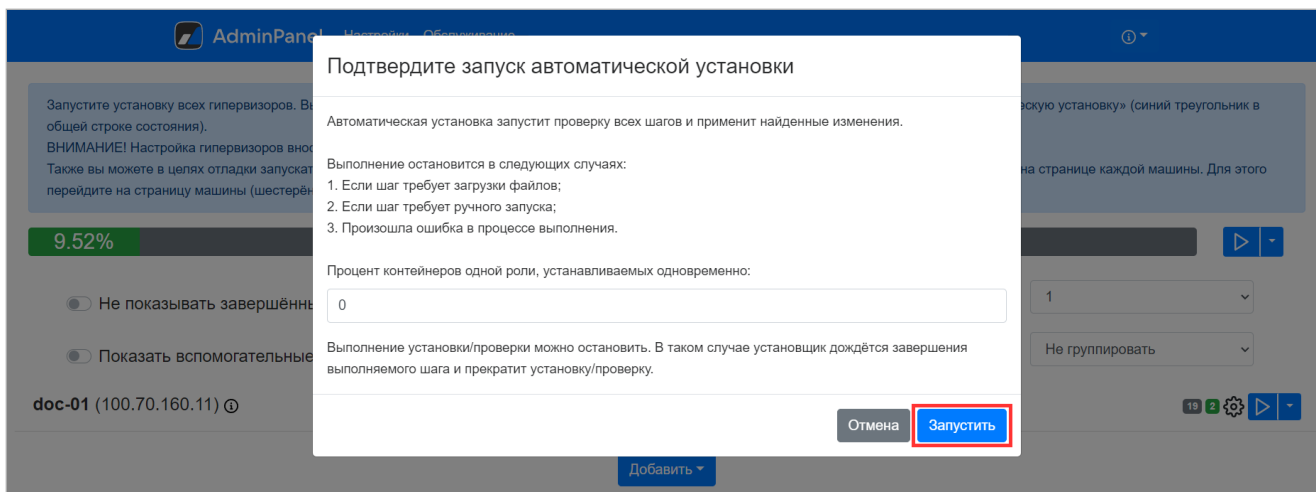 AdminPanel Настройки Обслуживание
Подтвердите запуск автоматической установки
Запустите установку всех гипервизоров. Вы
скую установку» (синий треугольник в
общей строке состояния).
ВНИМАНИЕ! Настройка гипервизоров
Также вы можете в целях отладки
на странице каждой машины. Для этого
перейдите на страницу машины
Автоматическая установка запустит проверку всех шагов и применит найденные изменения.
Выполнение остановится в следующих случаях:
1. Если шаг требует загрузки файлов;
2. Если шаг требует ручного запуска;
3. Произошла ошибка в процессе выполнения.
9.52%
Процент контейнеров одной роли, устанавливаемых одновременно:
Не показывать
0
1
Показать вспомогательные
Выполнение установки/проверки можно остановить. В таком случае установщик дождётся завершения
выполняемого шага и прекратит установку/проверку.
Не группировать
doc-01 (100.70.160.11)
19 2
Отмена Запустить
Добавить